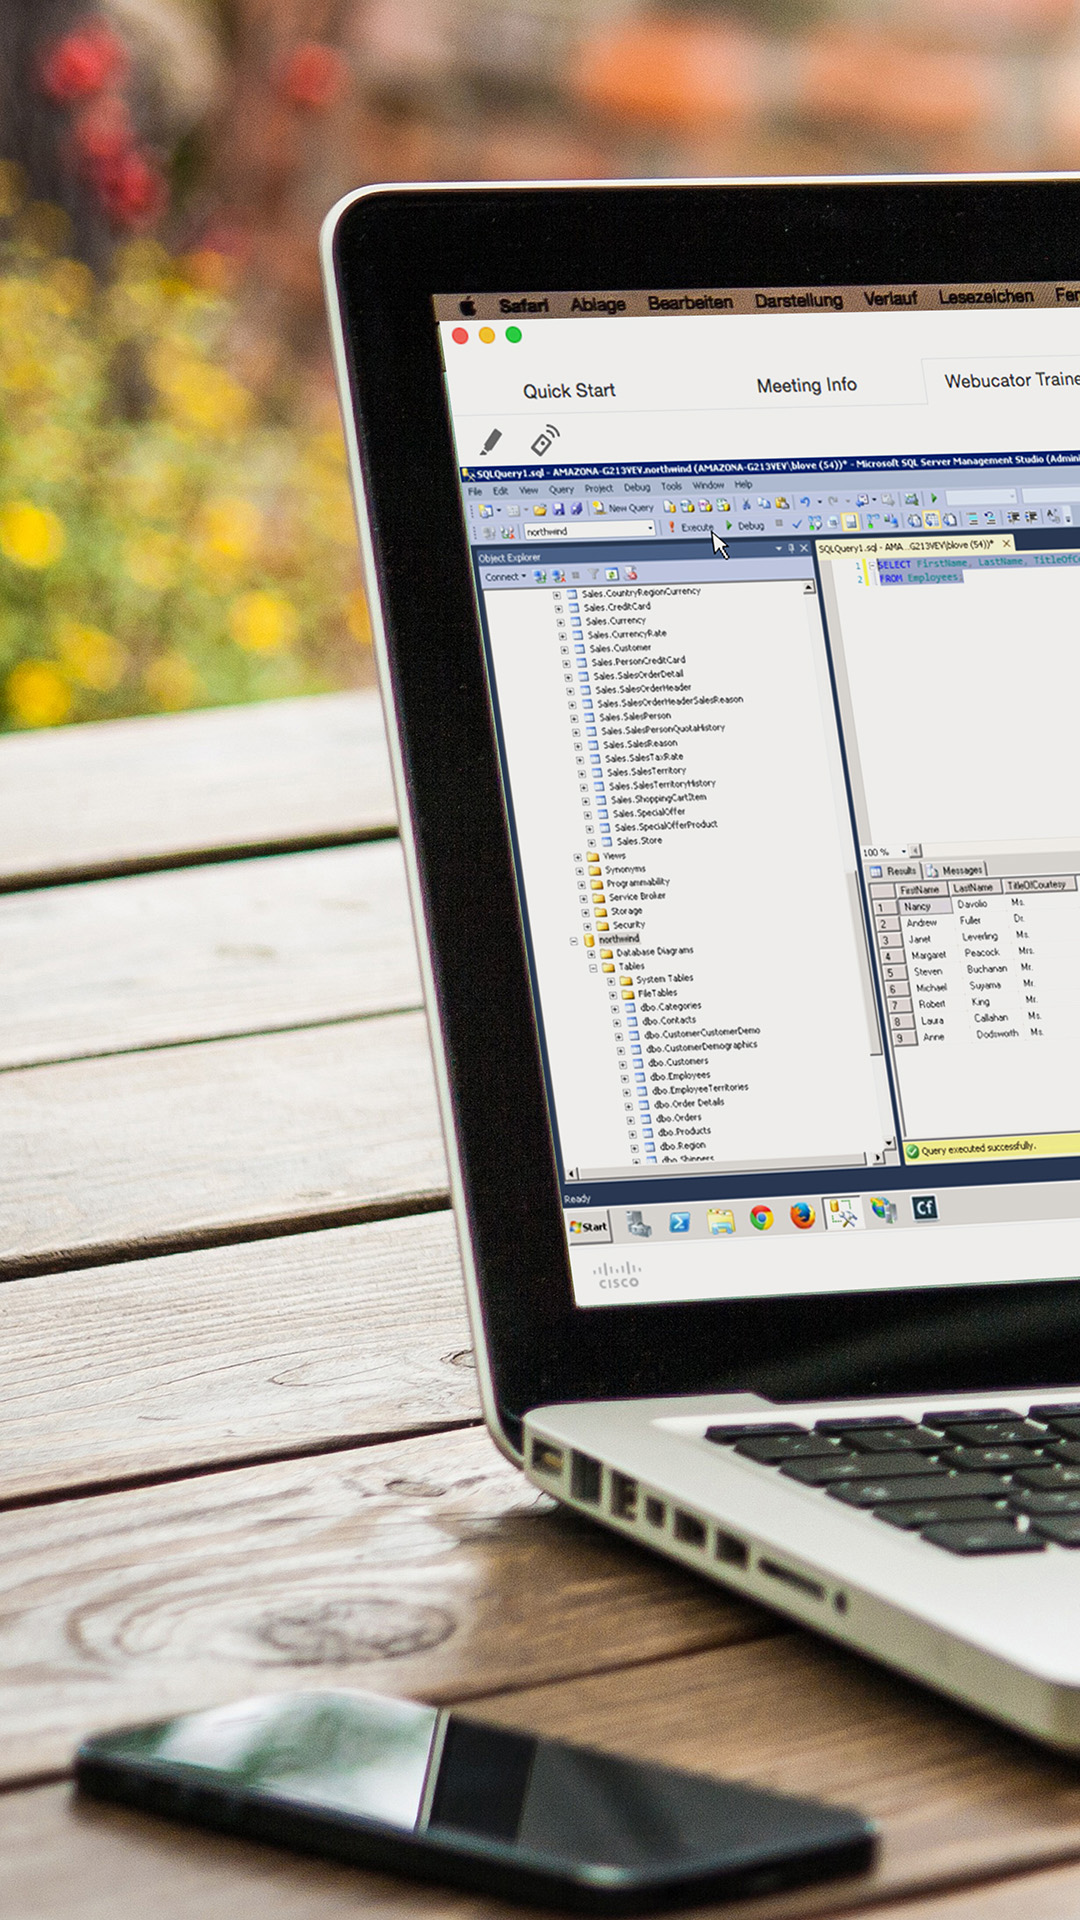 Safari Ablage Bearbeiten Darstellung Verlauf Lesezeichen
Quick Start Meeting Info Webucator Traine
SQLQuery1.sql - AMAZONA-G213VEV.northwind (AMAZONA-G213VEV\blove (54))* - Microsoft SQL Server Management Studio (Admini
File Edit View Query Project Debug Tools Window Help
New Query
northwind Execute Debug
Object Explorer
SQLQuery1.sql - AMA...G213VEV\blove (54))*
Connect
1 SELECT FirstName, LastName, TitleOfCo
2 FROM Employees;
Sales.CountryRegionCurrency
Sales.CreditCard
Sales.Currency
Sales.CurrencyRate
Sales.Customer
Sales.PersonCreditCard
Sales.SalesOrderDetail
Sales.SalesOrderHeader
Sales.SalesOrderHeaderSalesReason
Sales.SalesPerson
Sales.SalesPersonQuotaHistory
Sales.SalesReason
Sales.SalesTaxRate
Sales.SalesTerritory
Sales.SalesTerritoryHistory
Sales.ShoppingCartItem
Sales.SpecialOffer
Sales.SpecialOfferProduct
Sales.Store
Views
Synonyms
Programmability
Service Broker
Storage
Security
northwind
Database Diagrams
Tables
System Tables
FileTables
dbo.Categories
dbo.Contacts
dbo.CustomerCustomerDemo
dbo.CustomerDemographics
dbo.Customers
dbo.Employees
dbo.EmployeeTerritories
dbo.Order Details
dbo.Orders
dbo.Products
dbo.Region
dbo.Shippers
100 %
Results Messages
FirstName LastName TitleOfCourtesy
1 Nancy Davolio Ms.
2 Andrew Fuller Dr.
3 Janet Leverling Ms.
4 Margaret Peacock Mrs.
5 Steven Buchanan Mr.
6 Michael Suyama Mr.
7 Robert King Mr.
8 Laura Callahan Ms.
9 Anne Dodsworth Ms.
Query executed successfully.
Ready
Start
Cf
CISCO